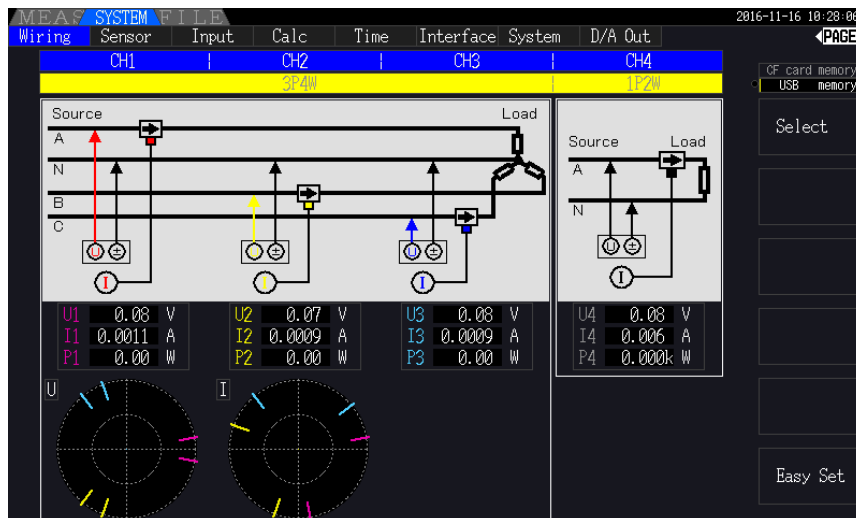 MEAS SYSTEM FILE 2016-11-16 10:28:06
Wiring Sensor Input Calc Time Interface System D/A Out PAGE
CH1 CH2 CH3 CH4
3P4W 1P2W
CF card memory
USB memory
Select
Source Load
A
N
B
C
U ± ± U ±
I I I
Source Load
A
N
U ±
I
U1 0.08 V U2 0.07 V U3 0.08 V U4 0.08 V
I1 0.0011 A I2 0.0009 A I3 0.0009 A I4 0.006 A
P1 0.00 W P2 0.00 W P3 0.00 W P4 0.000k W
U I
Easy Set